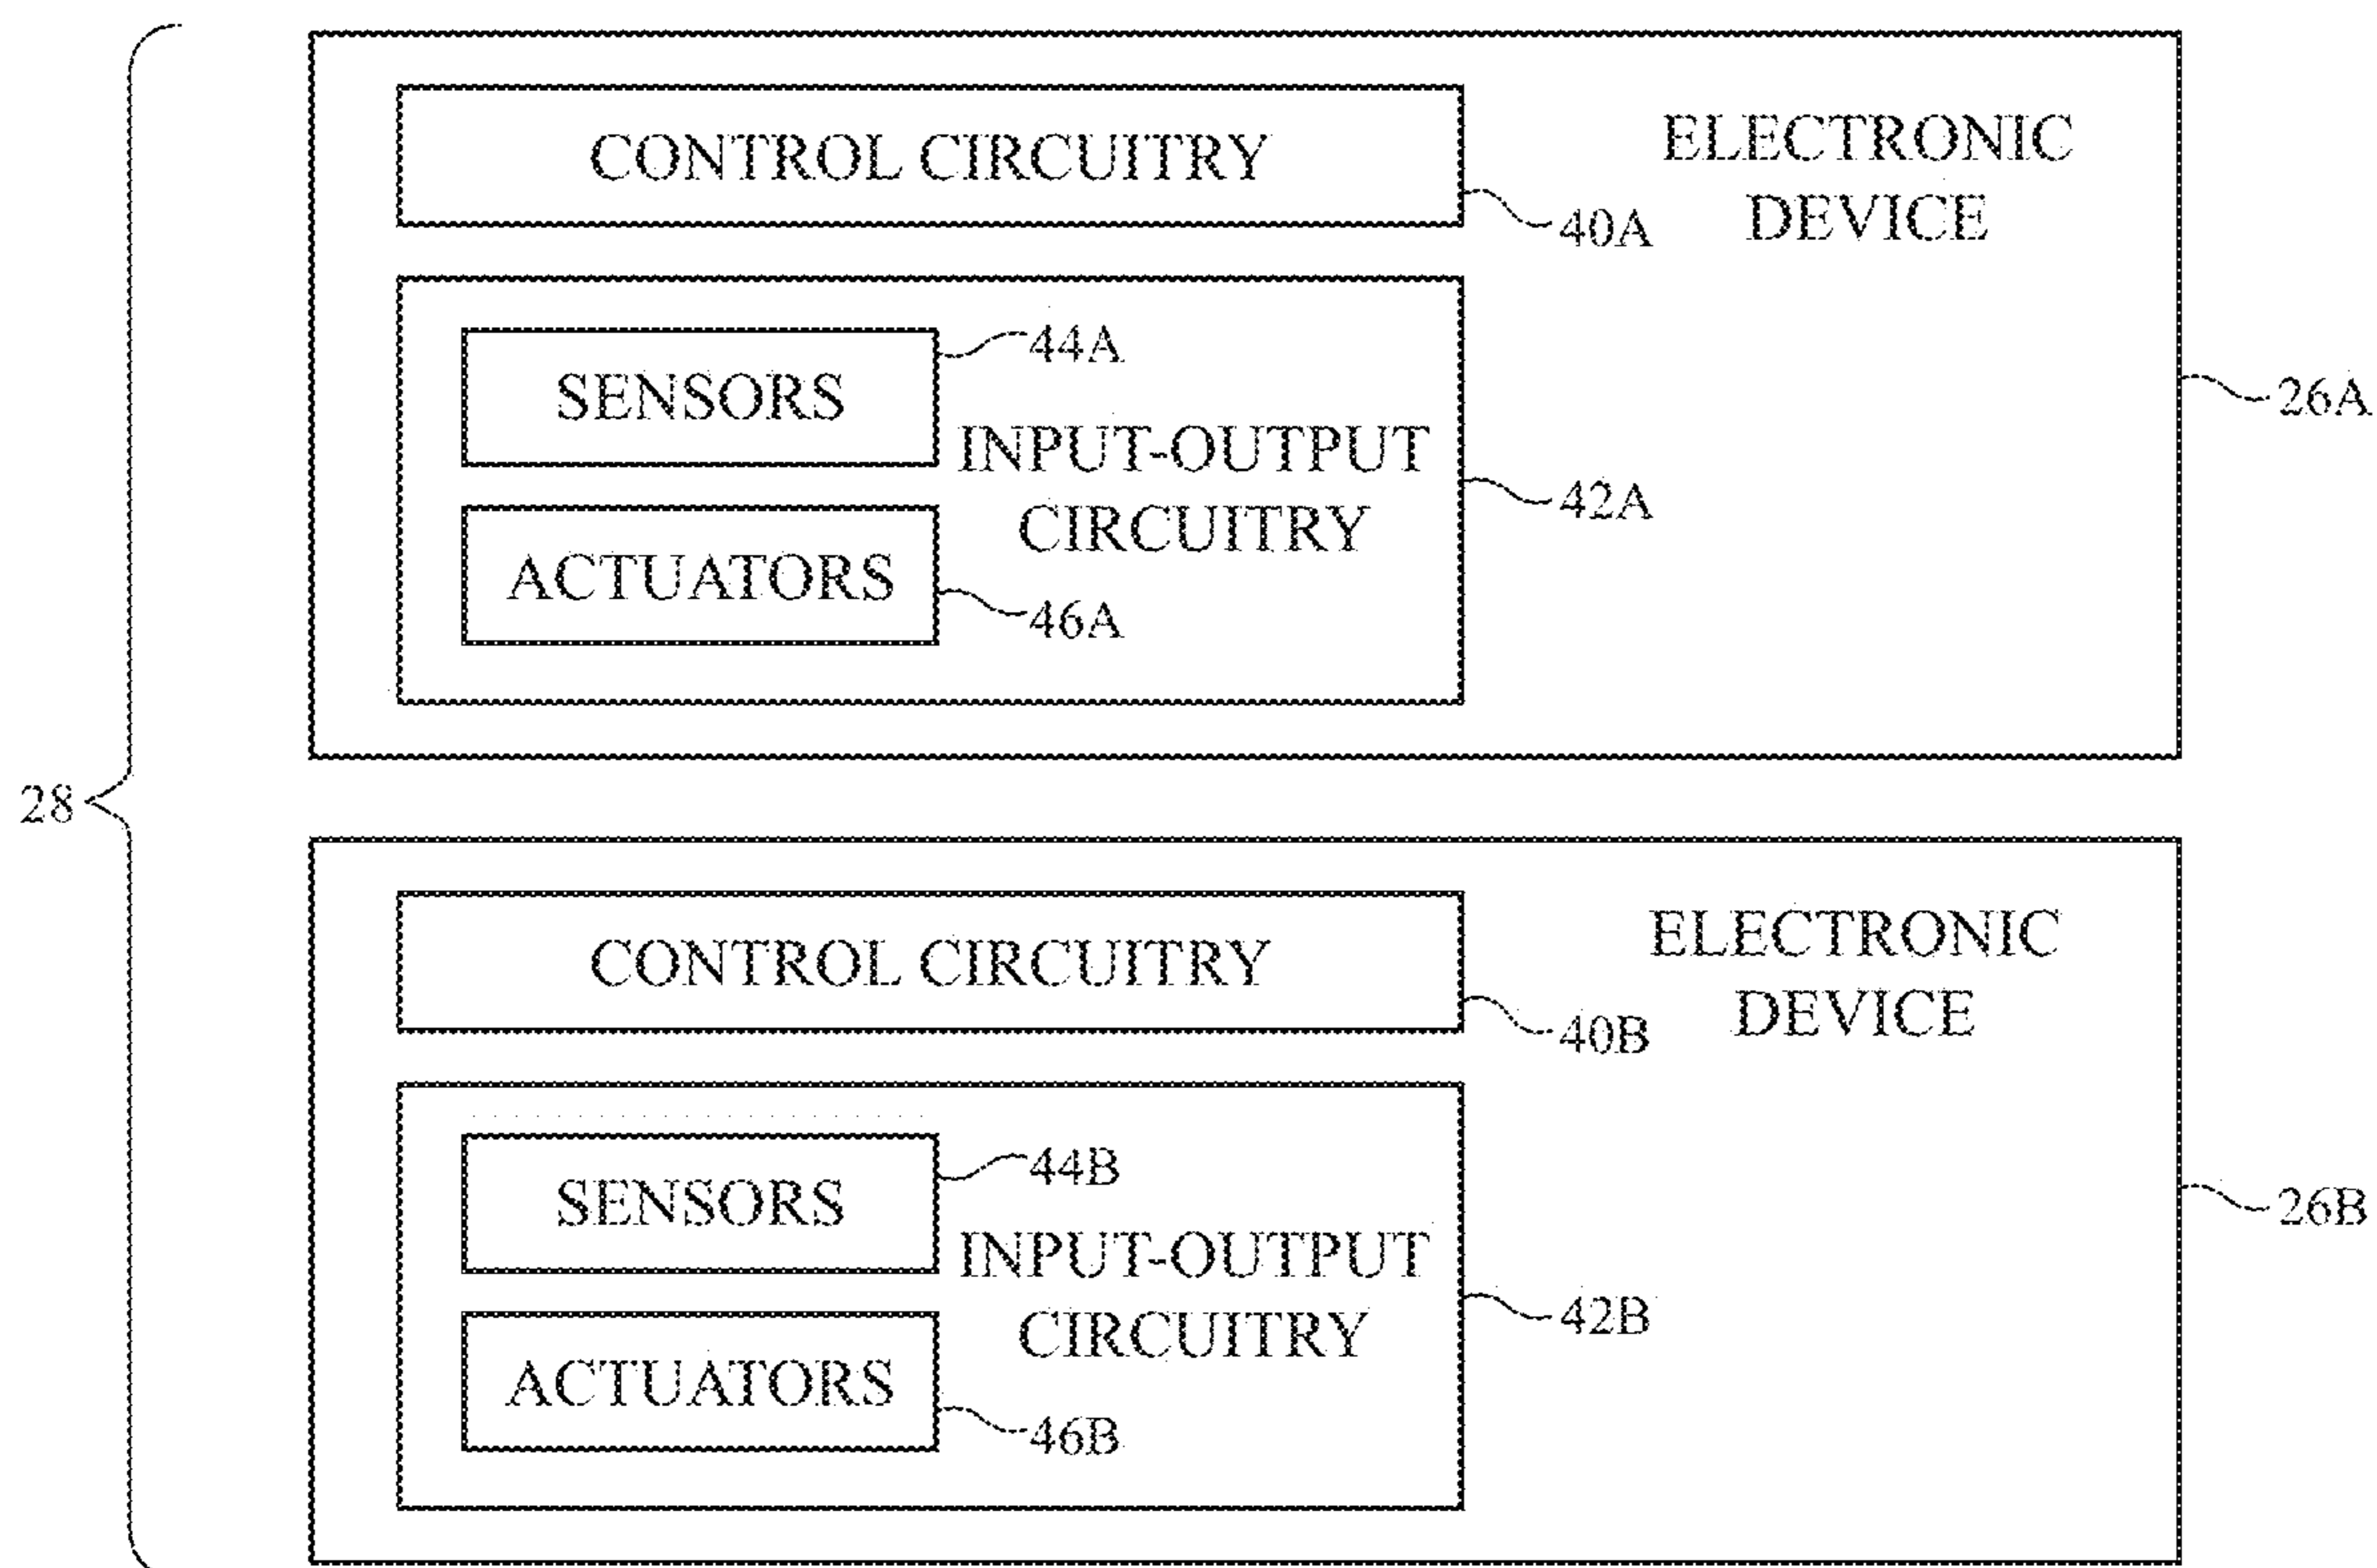 CONTROL CIRCUITRY
ELECTRONIC
DEVICE
40A
SENSORS
44A
INPUT-OUTPUT
CIRCUITRY
42A
ACTUATORS
46A
26A
28
CONTROL CIRCUITRY
ELECTRONIC
DEVICE
40B
SENSORS
44B
INPUT-OUTPUT
CIRCUITRY
42B
ACTUATORS
46B
26B